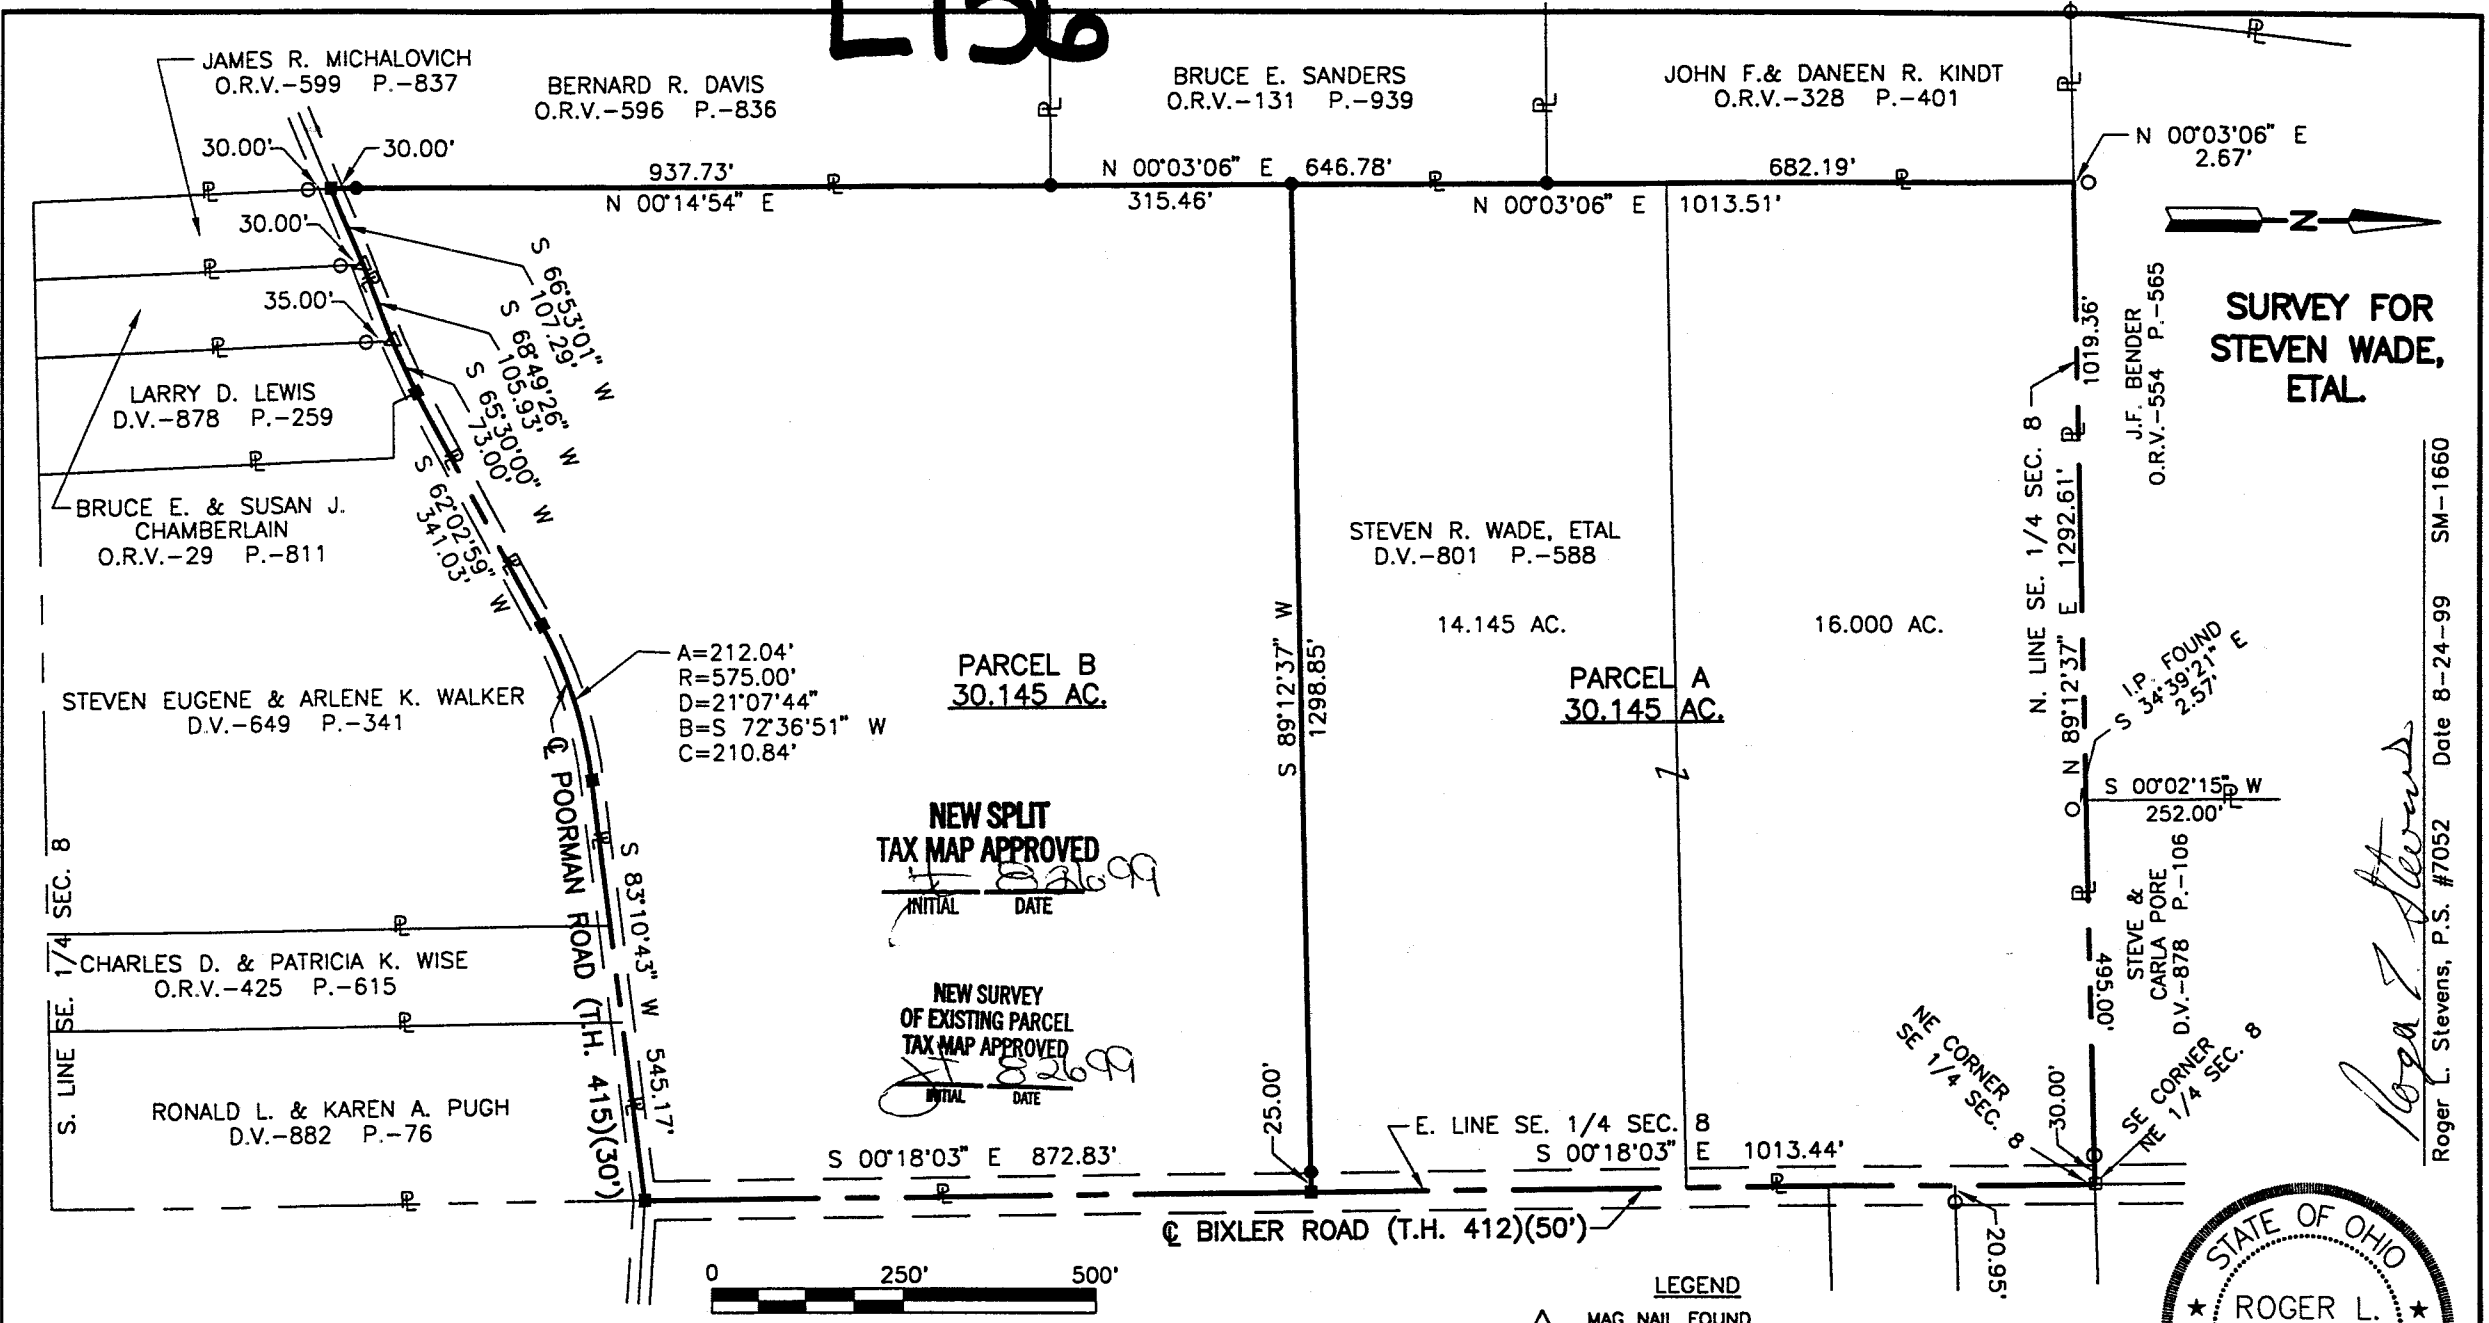 L156
JAMES R. MICHALOVICH
O.R.V.-599 P.-837
BERNARD R. DAVIS
O.R.V.-596 P.-836
BRUCE E. SANDERS
O.R.V.-131 P.-939
JOHN F.& DANEEN R. KINDT
O.R.V.-328 P.-401
N 00°03'06" E
2.67'
30.00'
30.00'
937.73'
N 00°14'54" E
N 00°03'06" E 646.78'
315.46'
682.19'
N 00°03'06" E 1013.51'
30.00'
35.00'
N
SURVEY FOR
STEVEN WADE,
ETAL.
S 66°53'01" W
107.29'
S 68°49'26" W
105.93'
S 65°30'00" W
73.00'
S 62°02'59" W
341.03'
LARRY D. LEWIS
D.V.-878 P.-259
BRUCE E. & SUSAN J.
CHAMBERLAIN
O.R.V.-29 P.-811
1019.36'
J.F. BENDER
O.R.V.-554 P.-565
N. LINE SE. 1/4 SEC. 8
N 89°12'37" E 1292.61'
STEVEN R. WADE, ETAL
D.V.-801 P.-588
14.145 AC.
16.000 AC.
I.P. FOUND
S 34°39'21" E
2.57'
STEVEN EUGENE & ARLENE K. WALKER
D.V.-649 P.-341
A=212.04'
R=575.00'
D=21°07'44"
B=S 72°36'51" W
C=210.84'
PARCEL B
30.145 AC.
S 89°12'37" W
1298.85'
PARCEL A
30.145 AC.
S 00°02'15" W
252.00'
NEW SPLIT
TAX MAP APPROVED
8 26 99
INITIAL DATE
℄ POORMAN ROAD (T.H. 415)(30')
S 83°10'43" W 545.17'
S. LINE SE. 1/4 SEC. 8
CHARLES D. & PATRICIA K. WISE
O.R.V.-425 P.-615
NEW SURVEY
OF EXISTING PARCEL
TAX MAP APPROVED
8 26 99
INITIAL DATE
RONALD L. & KAREN A. PUGH
D.V.-882 P.-76
STEVE &
CARLA PORE
D.V.-878 P.-106
495.00'
NE CORNER
SE 1/4 SEC. 8
SE CORNER
NE 1/4 SEC. 8
30.00'
25.00'
E. LINE SE. 1/4 SEC. 8
S 00°18'03" E 872.83'
S 00°18'03" E 1013.44'
℄ BIXLER ROAD (T.H. 412)(50')
20.95'
Roger L Stevens
Roger L. Stevens, P.S. #7052 Date 8-24-99 SM-1660
0 250' 500'
LEGEND
MAG NAIL FOUND
STATE OF OHIO
★ ROGER L. ★